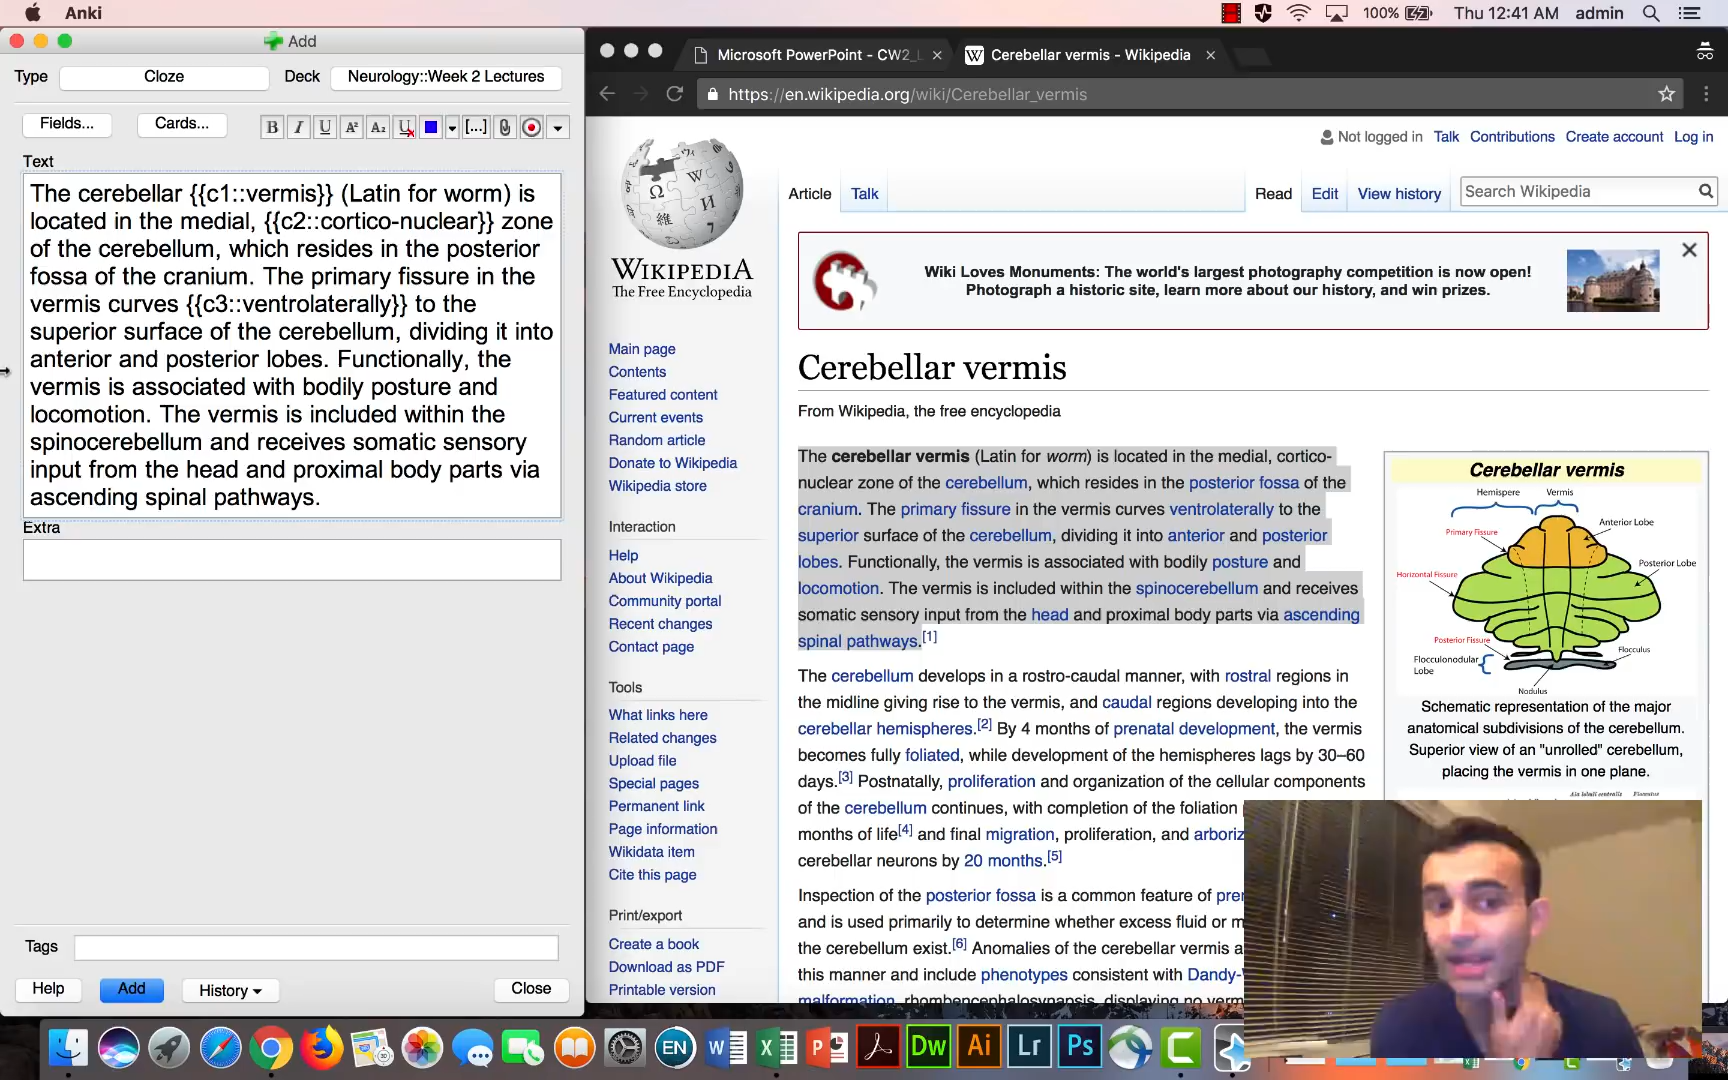 Anki
100%
Thu 12:41 AM
admin
Add
Type
Cloze
Deck
Neurology::Week 2 Lectures
Fields...
Cards...
B I U A² A₂ U [...]
Text
The cerebellar {{c1::vermis}} (Latin for worm) is
located in the medial, {{c2::cortico-nuclear}} zone
of the cerebellum, which resides in the posterior
fossa of the cranium. The primary fissure in the
vermis curves {{c3::ventrolaterally}} to the
superior surface of the cerebellum, dividing it into
anterior and posterior lobes. Functionally, the
vermis is associated with bodily posture and
locomotion. The vermis is included within the
spinocerebellum and receives somatic sensory
input from the head and proximal body parts via
ascending spinal pathways.
Extra
Tags
Help
Add
History
Close
Microsoft PowerPoint - CW2_L
Cerebellar vermis - Wikipedia
https://en.wikipedia.org/wiki/Cerebellar_vermis
WIKIPEDIA
The Free Encyclopedia
Main page
Contents
Featured content
Current events
Random article
Donate to Wikipedia
Wikipedia store
Interaction
Help
About Wikipedia
Community portal
Recent changes
Contact page
Tools
What links here
Related changes
Upload file
Special pages
Permanent link
Page information
Wikidata item
Cite this page
Print/export
Create a book
Download as PDF
Printable version
Not logged in
Talk
Contributions
Create account
Log in
Article
Talk
Read
Edit
View history
Search Wikipedia
Wiki Loves Monuments: The world's largest photography competition is now open!
Photograph a historic site, learn more about our history, and win prizes.
Cerebellar vermis
From Wikipedia, the free encyclopedia
The cerebellar vermis (Latin for worm) is located in the medial, cortico-
nuclear zone of the cerebellum, which resides in the posterior fossa of the
cranium. The primary fissure in the vermis curves ventrolaterally to the
superior surface of the cerebellum, dividing it into anterior and posterior
lobes. Functionally, the vermis is associated with bodily posture and
locomotion. The vermis is included within the spinocerebellum and receives
somatic sensory input from the head and proximal body parts via ascending
spinal pathways.[1]
The cerebellum develops in a rostro-caudal manner, with rostral regions in
the midline giving rise to the vermis, and caudal regions developing into the
cerebellar hemispheres.[2] By 4 months of prenatal development, the vermis
becomes fully foliated, while development of the hemispheres lags by 30–60
days.[3] Postnatally, proliferation and organization of the cellular components
of the cerebellum continues, with completion of the foliation
months of life[4] and final migration, proliferation, and arboriz
cerebellar neurons by 20 months.[5]
Inspection of the posterior fossa is a common feature of pre
and is used primarily to determine whether excess fluid or m
the cerebellum exist.[6] Anomalies of the cerebellar vermis a
this manner and include phenotypes consistent with Dandy-
malformation, rhombencephalosynapsis, displaying no verm
Cerebellar vermis
Hemispere
Vermis
Anterior Lobe
Primary Fissure
Posterior Lobe
Horizontal Fissure
Posterior Fissure
Flocculus
Flocculonodular
Lobe
Nodulus
Schematic representation of the major
anatomical subdivisions of the cerebellum.
Superior view of an "unrolled" cerebellum,
placing the vermis in one plane.
Ala lobuli centralis
EN
W
X
P
Dw
Ai
Lr
Ps